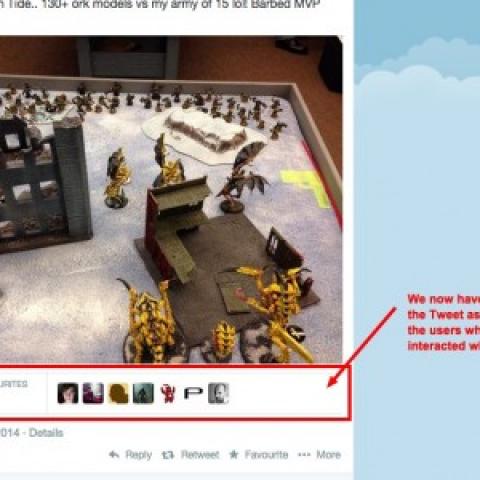 Tide.. 130+ ork models vs my army of 15 lol! Barbed MVP
We now have
the Tweet as
the users wh
interacted wi
URITES
014 · Details
Reply Retweet Favourite More